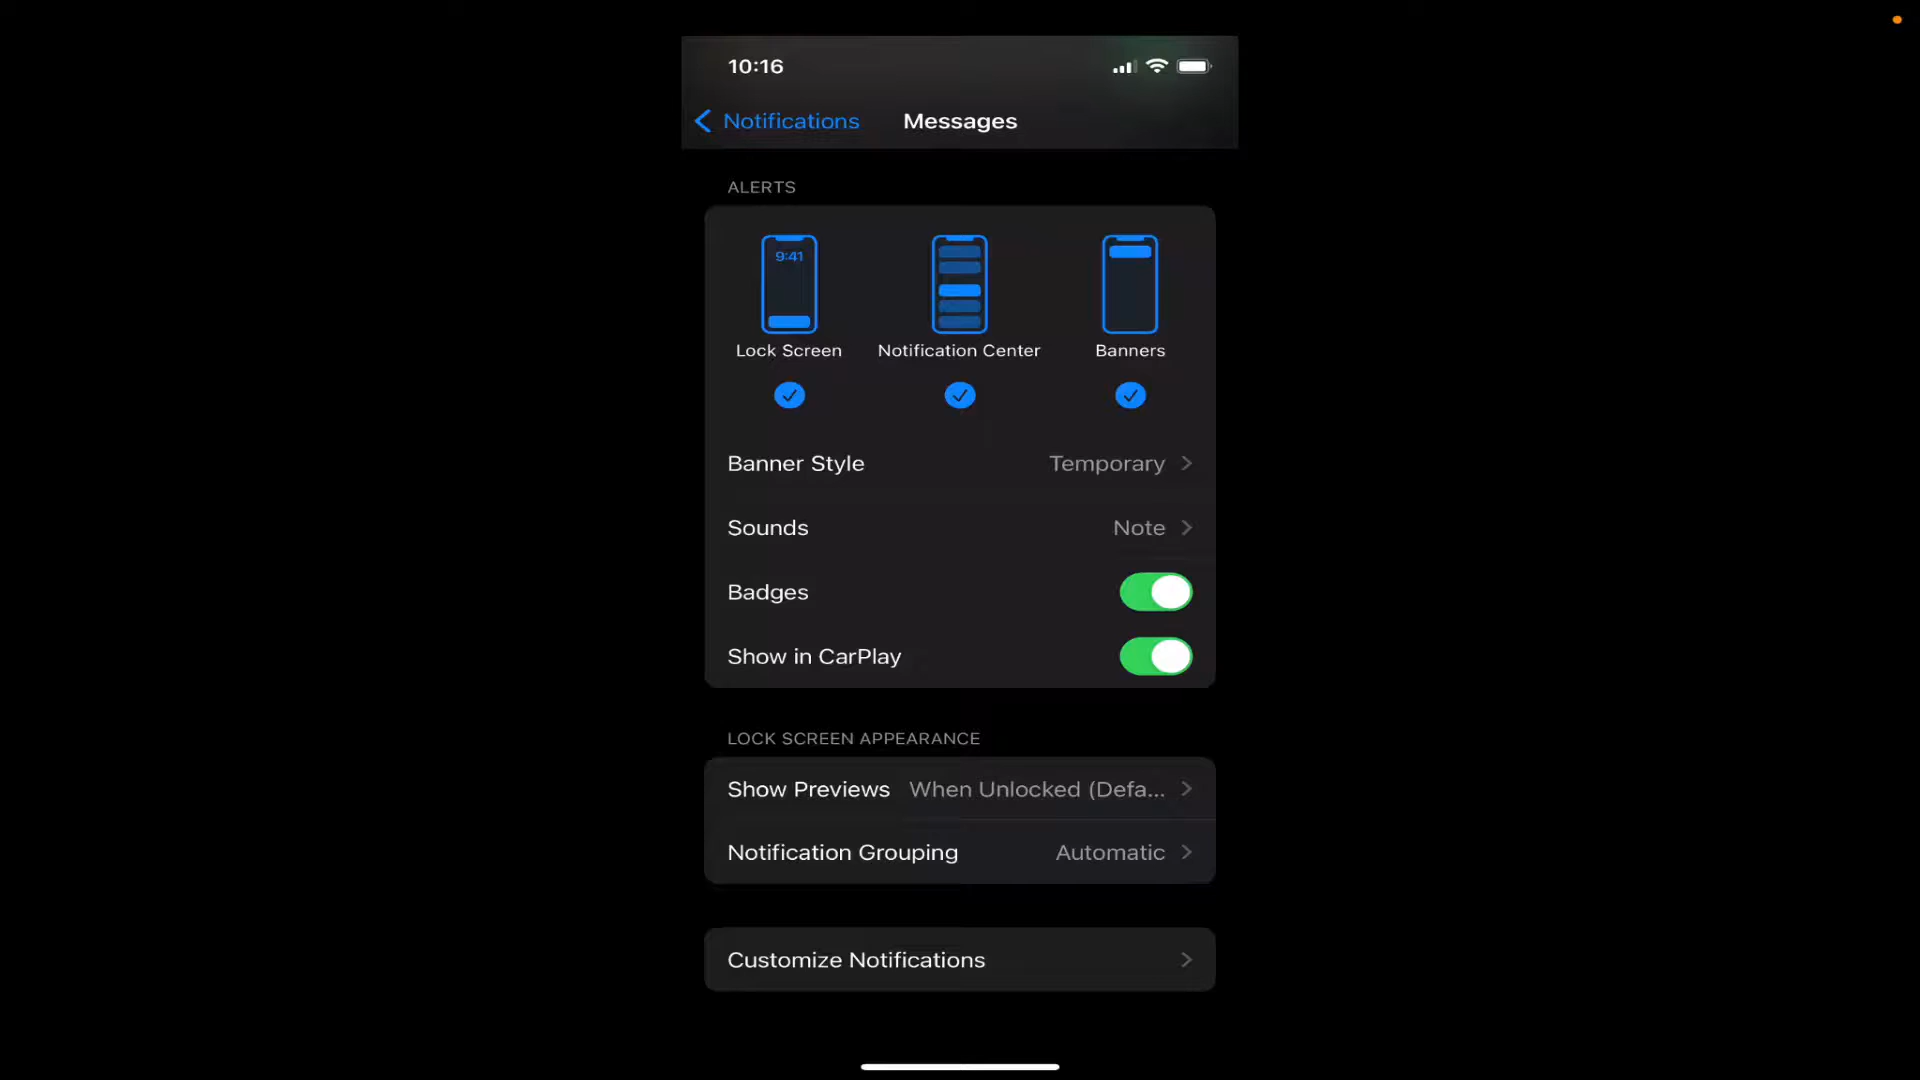 10:16
Notifications Messages
ALERTS
9:41
Lock Screen Notification Center Banners
Banner Style Temporary
Sounds Note
Badges
Show in CarPlay
LOCK SCREEN APPEARANCE
Show Previews When Unlocked (Defa...
Notification Grouping Automatic
Customize Notifications